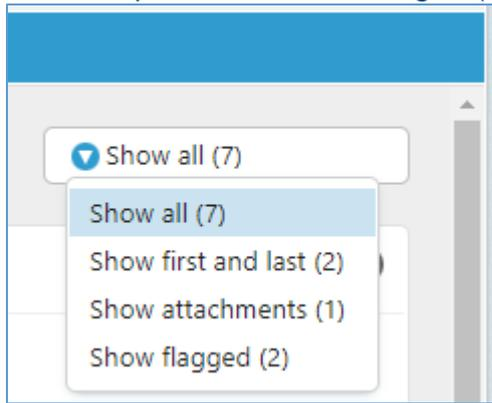 Show all (7)
Show all (7)
Show first and last (2)
Show attachments (1)
Show flagged (2)